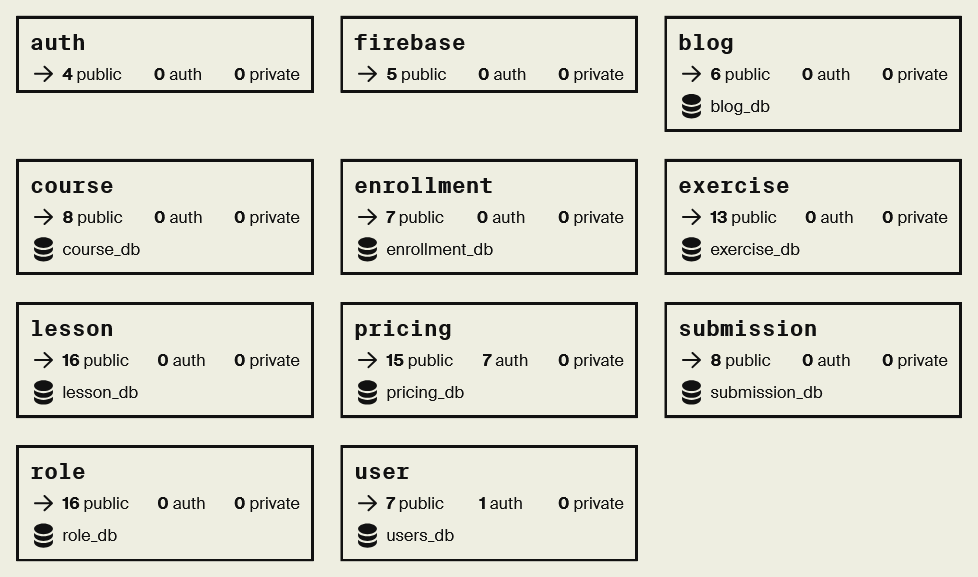 auth
4 public 0 auth 0 private
firebase
5 public 0 auth 0 private
blog
6 public 0 auth 0 private
blog_db
course
8 public 0 auth 0 private
course_db
enrollment
7 public 0 auth 0 private
enrollment_db
exercise
13 public 0 auth 0 private
exercise_db
lesson
16 public 0 auth 0 private
lesson_db
pricing
15 public 7 auth 0 private
pricing_db
submission
8 public 0 auth 0 private
submission_db
role
16 public 0 auth 0 private
role_db
user
7 public 1 auth 0 private
users_db